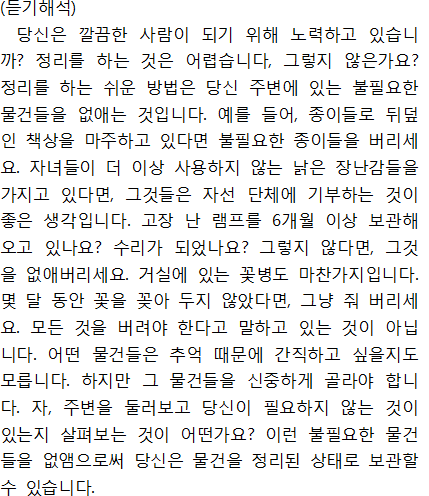 (듣기해석)
당신은 깔끔한 사람이 되기 위해 노력하고 있습니
까? 정리를 하는 것은 어렵습니다, 그렇지 않은가요?
정리를 하는 쉬운 방법은 당신 주변에 있는 불필요한
물건들을 없애는 것입니다. 예를 들어, 종이들로 뒤덮
인 책상을 마주하고 있다면 불필요한 종이들을 버리세
요. 자녀들이 더 이상 사용하지 않는 낡은 장난감들을
가지고 있다면, 그것들은 자선 단체에 기부하는 것이
좋은 생각입니다. 고장 난 램프를 6개월 이상 보관해
오고 있나요? 수리가 되었나요? 그렇지 않다면, 그것
을 없애버리세요. 거실에 있는 꽃병도 마찬가지입니다.
몇 달 동안 꽃을 꽂아 두지 않았다면, 그냥 줘 버리세
요. 모든 것을 버려야 한다고 말하고 있는 것이 아닙
니다. 어떤 물건들은 추억 때문에 간직하고 싶을지도
모릅니다. 하지만 그 물건들을 신중하게 골라야 합니
다. 자, 주변을 둘러보고 당신이 필요하지 않는 것이
있는지 살펴보는 것이 어떤가요? 이런 불필요한 물건
들을 없앰으로써 당신은 물건을 정리된 상태로 보관할
수 있습니다.